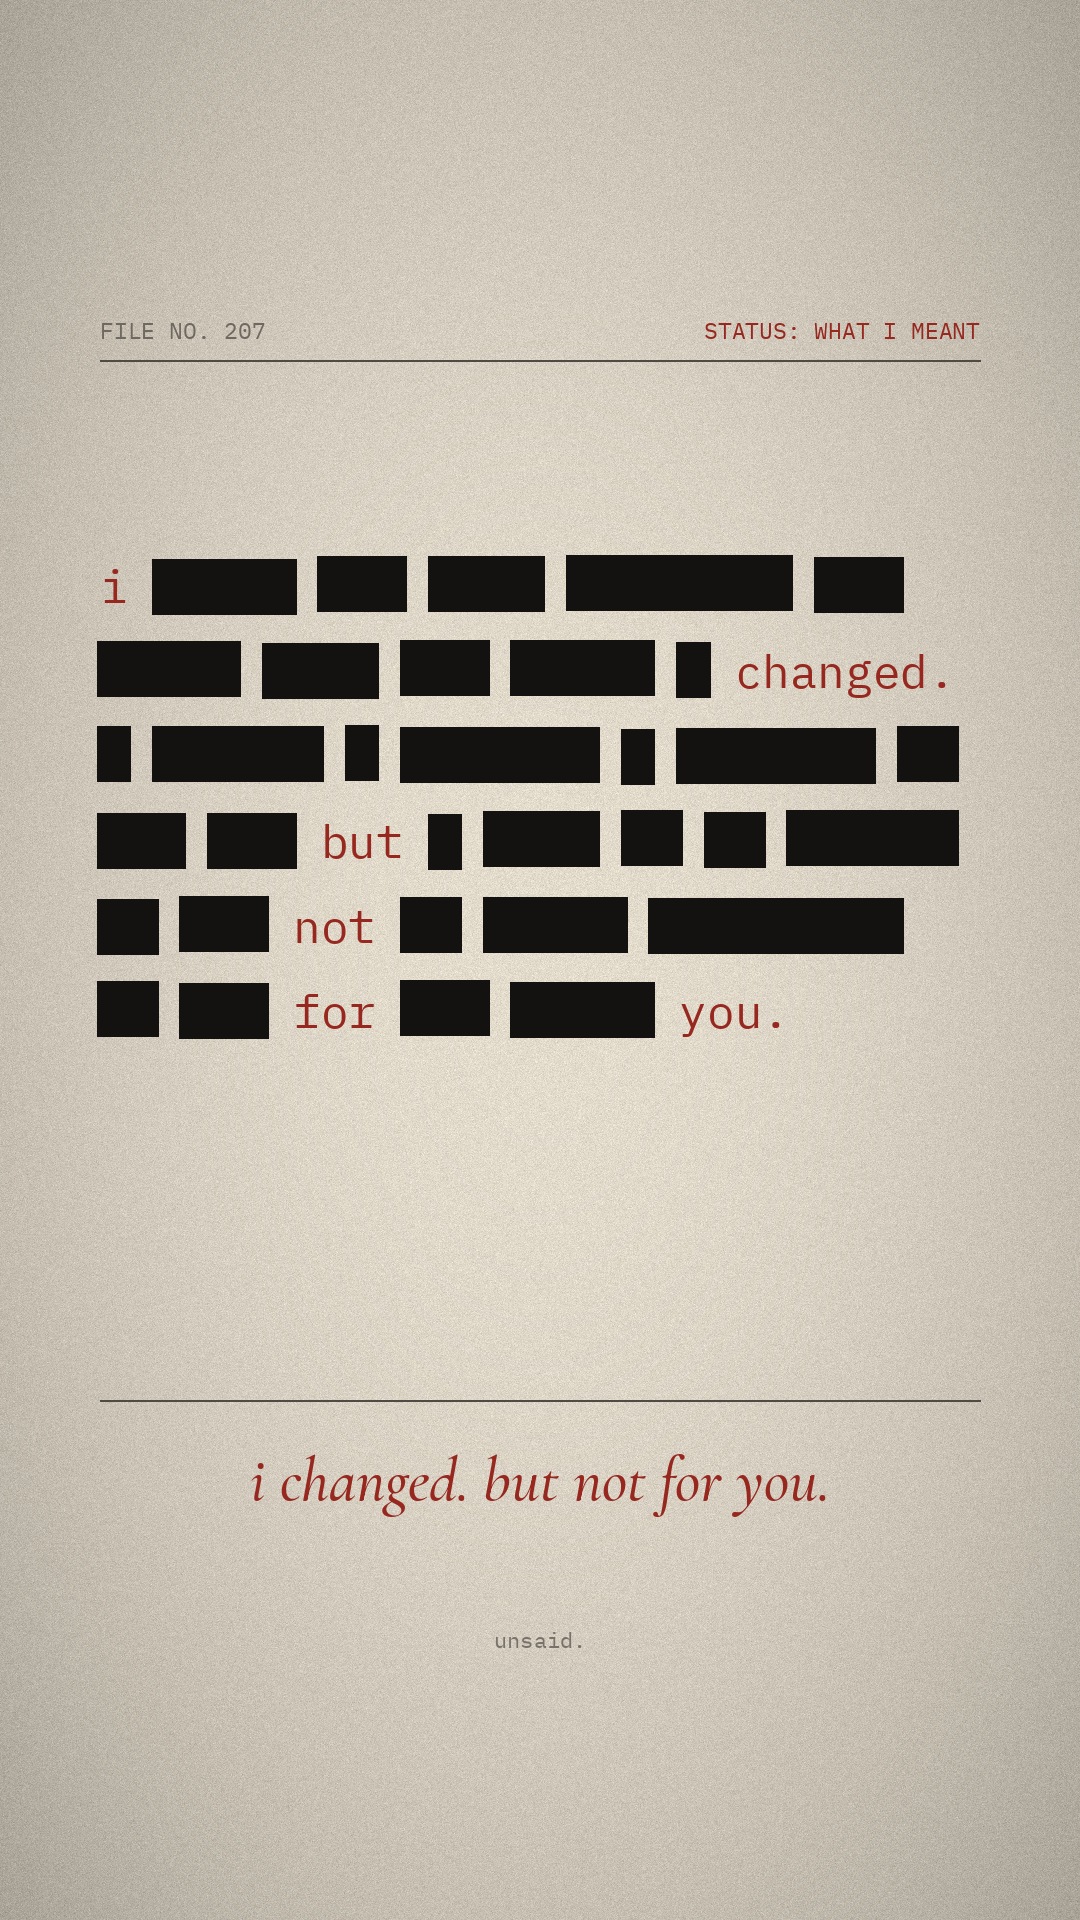 FILE NO. 207
STATUS: WHAT I MEANT
i
changed.
but
not
for you.
i changed. but not for you.
unsaid.